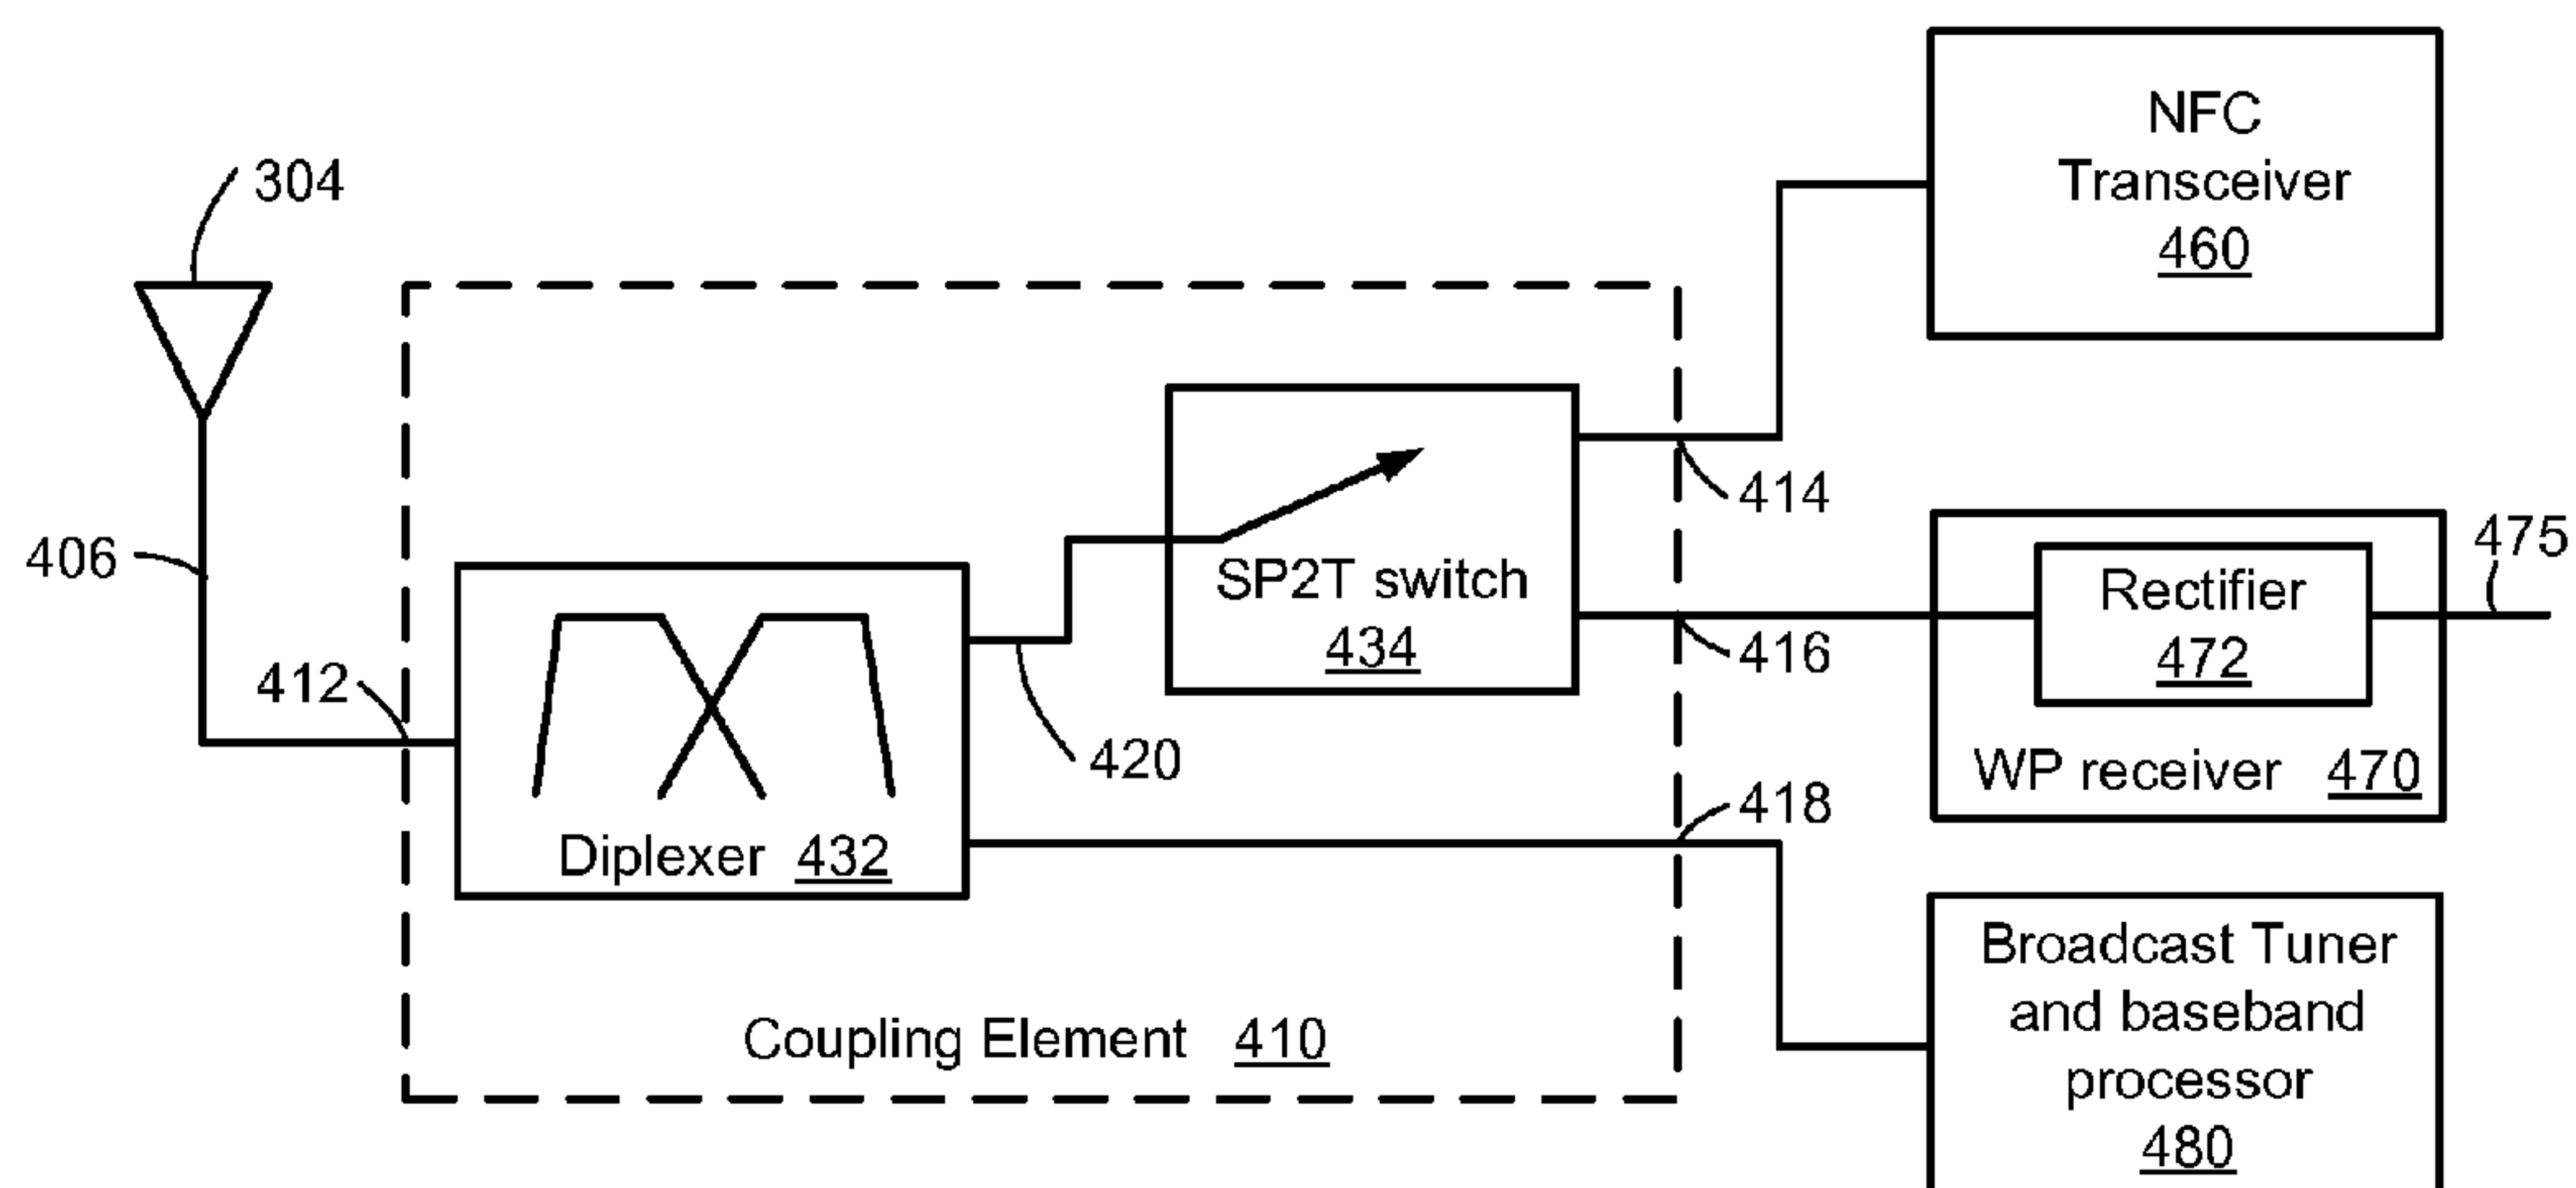 304
406
412
Diplexer 432
420
SP2T switch
434
Coupling Element 410
414
416
418
NFC
Transceiver
460
Rectifier
472
WP receiver 470
475
Broadcast Tuner
and baseband
processor
480